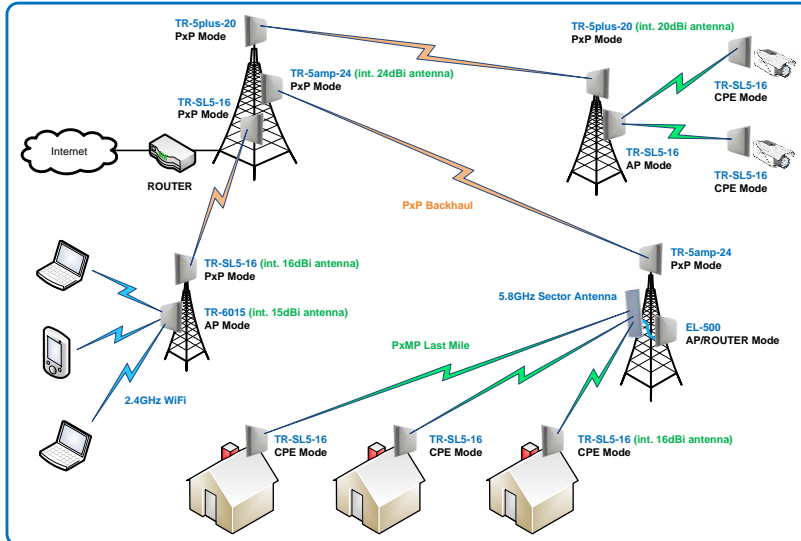 TR-5plus-20
PxP Mode
TR-5plus-20 (int. 20dBi antenna)
PxP Mode
TR-5amp-24 (int. 24dBi antenna)
PxP Mode
TR-SL5-16
PxP Mode
TR-SL5-16
CPE Mode
Internet
ROUTER
TR-SL5-16
AP Mode
TR-SL5-16
CPE Mode
PxP Backhaul
TR-SL5-16 (int. 16dBi antenna)
PxP Mode
TR-5amp-24
PxP Mode
5.8GHz Sector Antenna
TR-6015 (int. 15dBi antenna)
AP Mode
EL-500
AP/ROUTER Mode
PxMP Last Mile
2.4GHz WiFi
TR-SL5-16
CPE Mode
TR-SL5-16
CPE Mode
TR-SL5-16 (int. 16dBi antenna)
CPE Mode